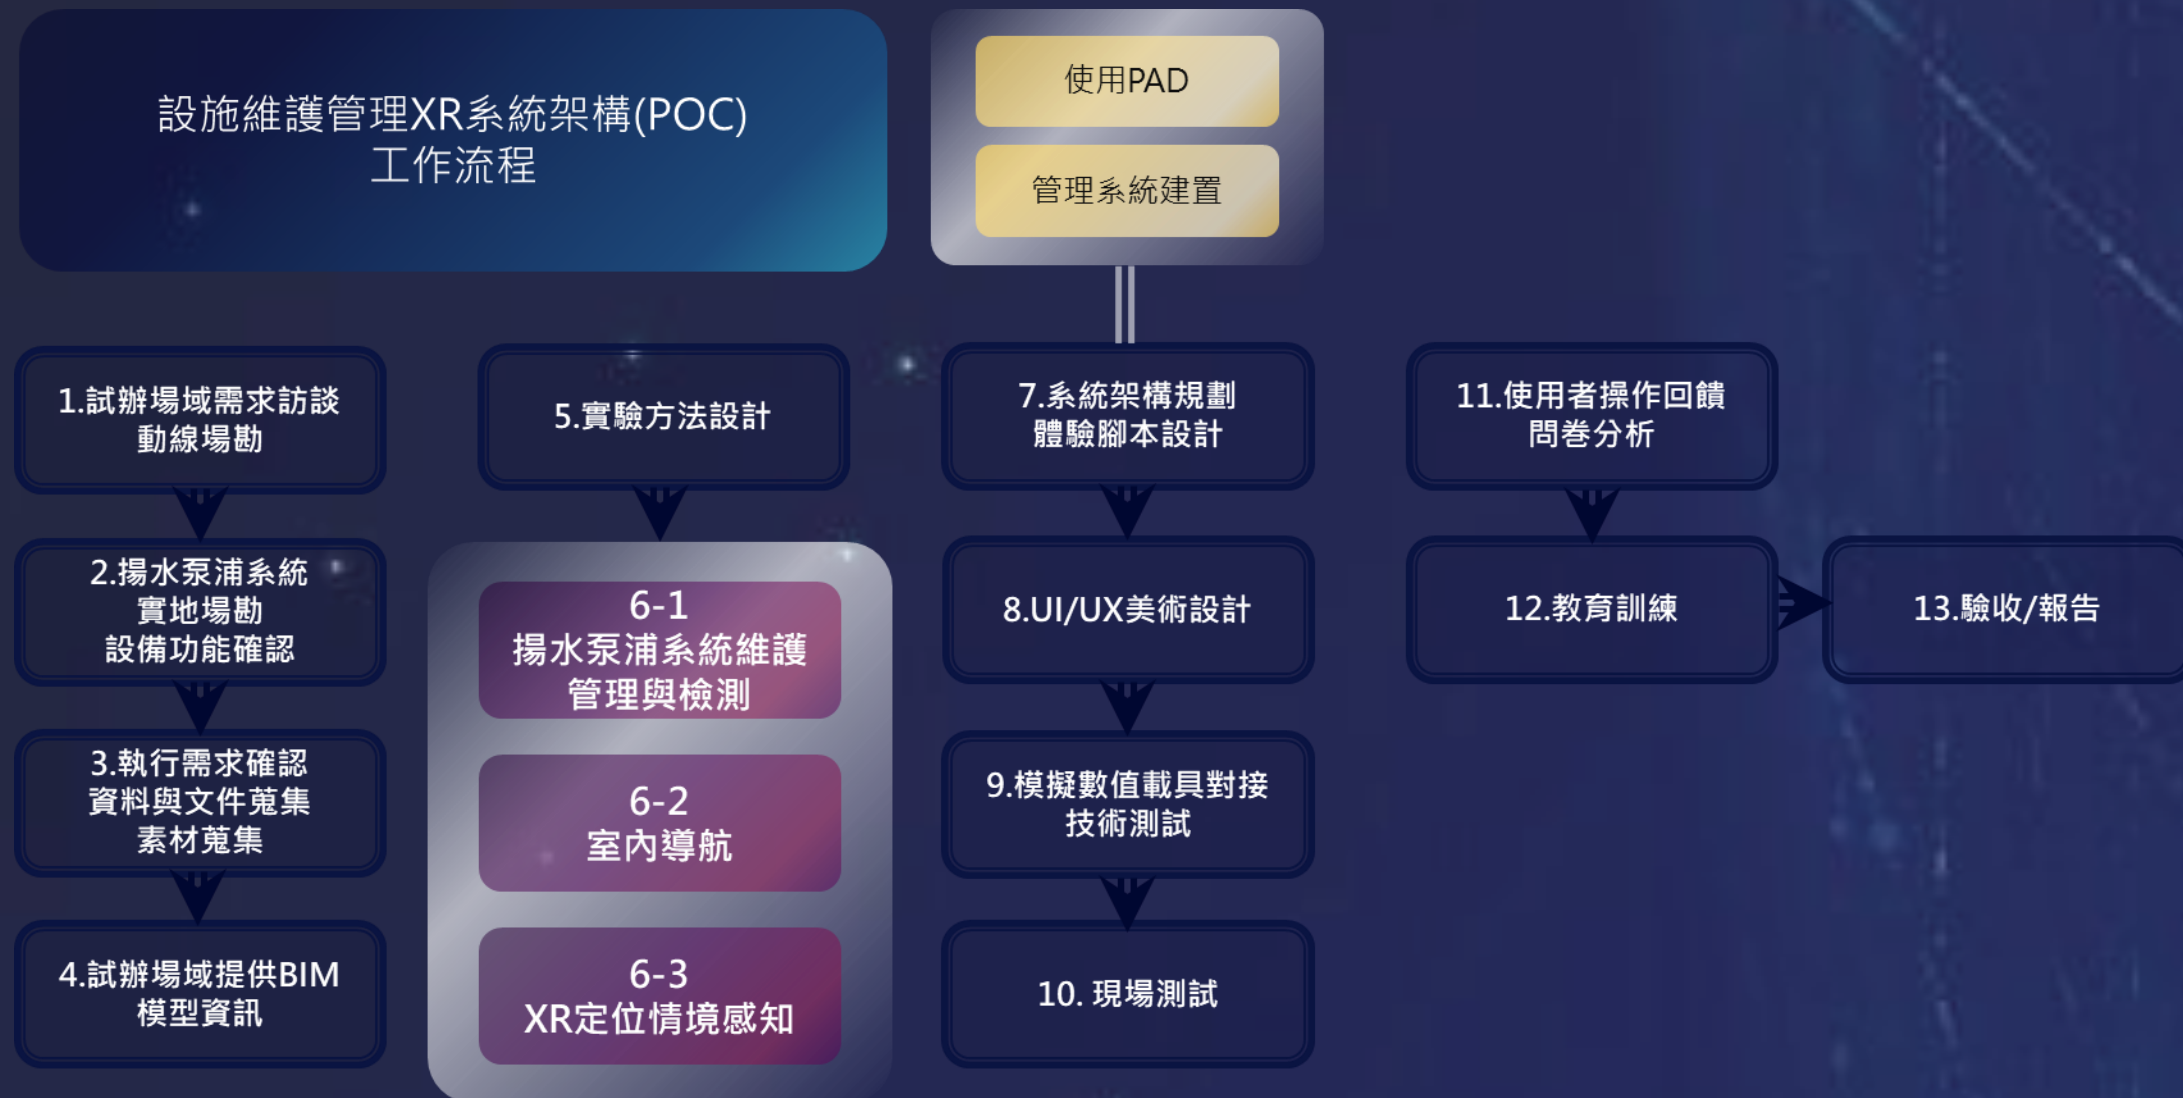 設施維護管理XR系統架構(POC)
工作流程
使用PAD
管理系統建置
1.試辦場域需求訪談
動線場勘
2.揚水泵浦系統
實地場勘
設備功能確認
3.執行需求確認
資料與文件蒐集
素材蒐集
4.試辦場域提供BIM
模型資訊
5.實驗方法設計
6-1
揚水泵浦系統維護
管理與檢測
6-2
室內導航
6-3
XR定位情境感知
7.系統架構規劃
體驗腳本設計
8.UI/UX美術設計
9.模擬數值載具對接
技術測試
10. 現場測試
11.使用者操作回饋
問卷分析
12.教育訓練
13.驗收/報告